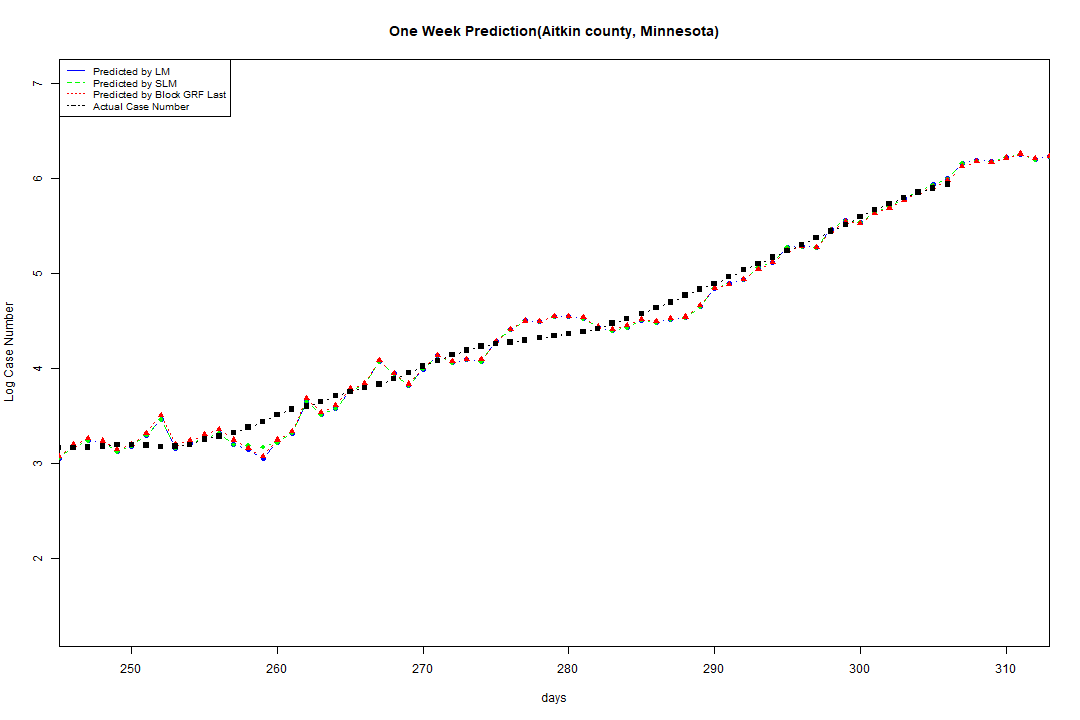 One Week Prediction(Aitkin county, Minnesota)
Predicted by LM
Predicted by SLM
Predicted by Block GRF Last
Actual Case Number
7
6
5
4
3
2
Log Case Number
250 260 270 280 290 300 310
days